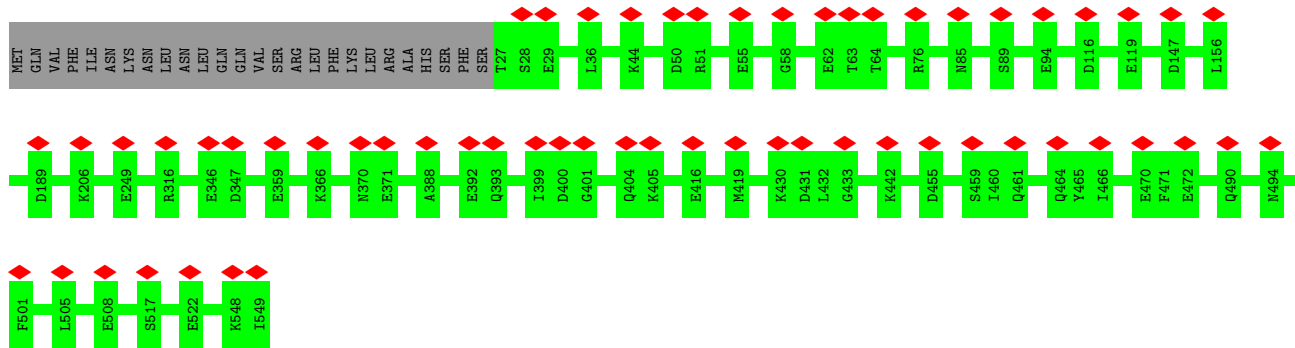 MET GLN VAL PHE ILE ASN LYS ASN LEU ASN LEU GLN GLN VAL SER ARG LEU PHE LYS LEU ARG ALA HIS SER PHE SER T27 S28 E29 L36 K44 D50 R51 E55 G58 E62 T63 T64 R76 N85 S89 E94 D116 E119 D147 L156
D189 K206 E249 R316 E346 D347 E359 K366 N370 E371 A388 E392 Q393 I399 D400 G401 Q404 K405 E416 M419 K430 D431 L432 G433 K442 D455 S459 I460 Q461 Q464 Y465 I466 E470 F471 E472 Q490 N494
F501 L505 E508 S517 E522 K548 I549